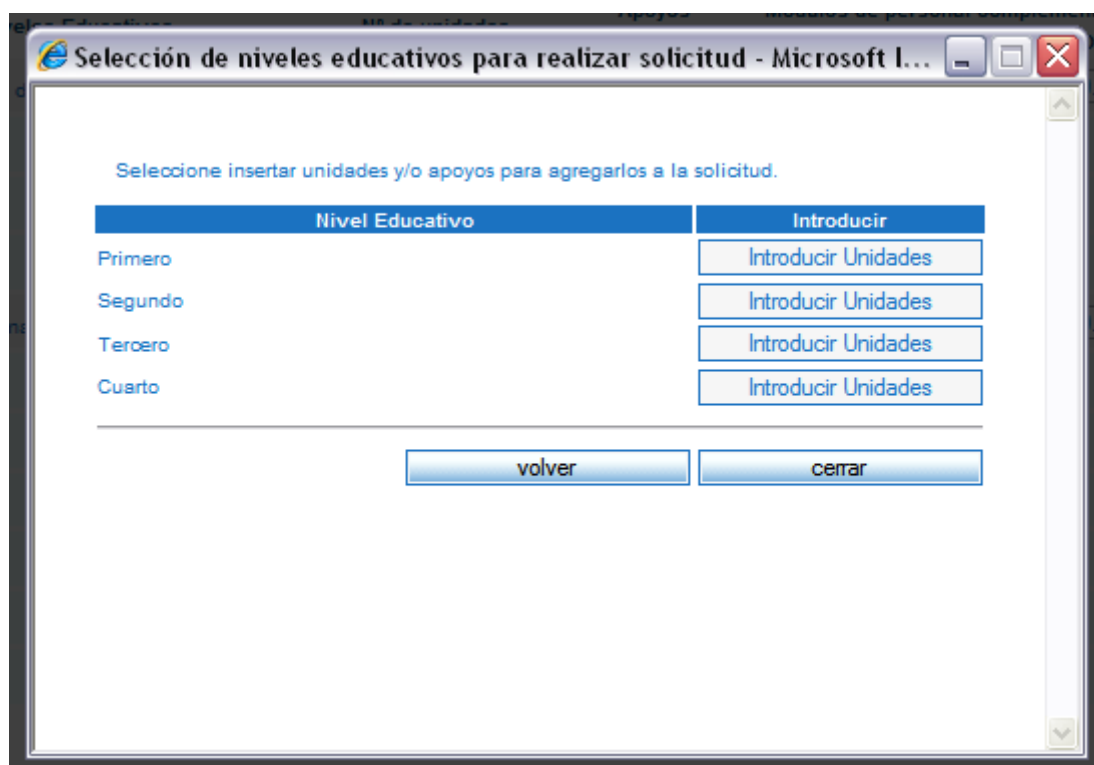 Selección de niveles educativos para realizar solicitud - Microsoft I...
Seleccione insertar unidades y/o apoyos para agregarlos a la solicitud.
Nivel Educativo Introducir
Primero Introducir Unidades
Segundo Introducir Unidades
Tercero Introducir Unidades
Cuarto Introducir Unidades
volver cerrar